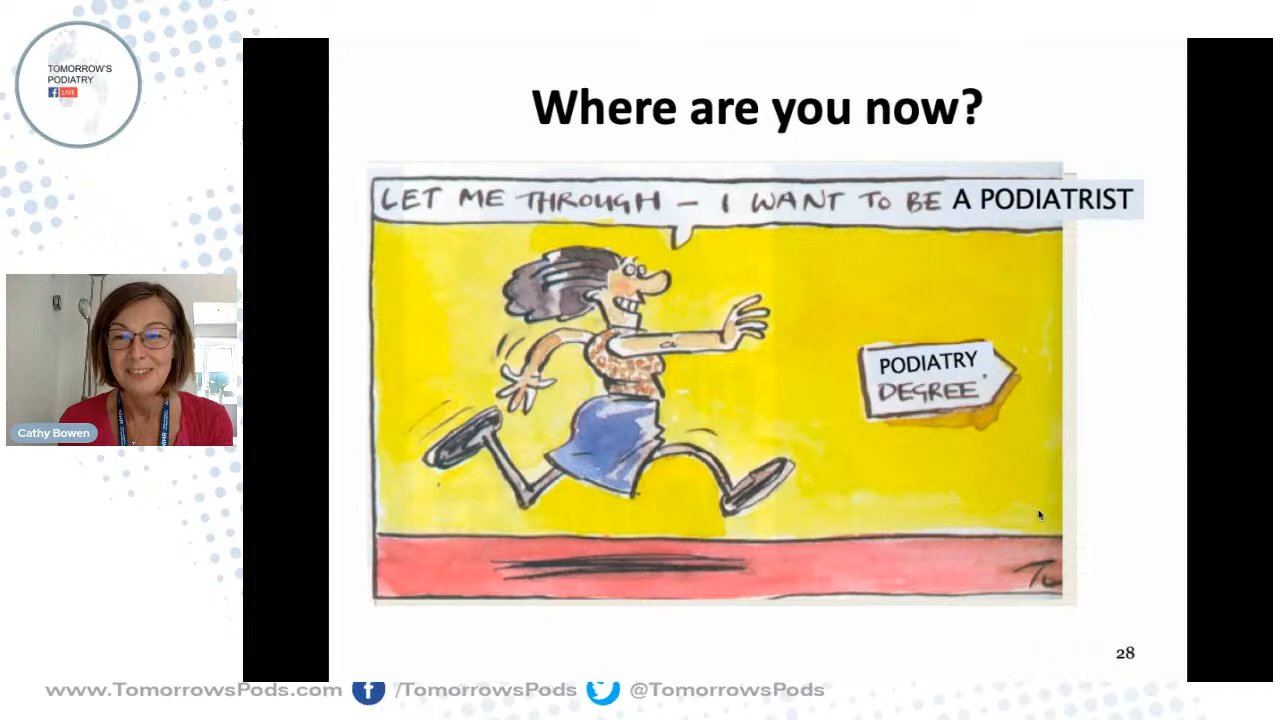 TOMORROW'S
PODIATRY
LIVE
Where are you now?
LET ME THROUGH – I WANT TO BE A PODIATRIST
PODIATRY
DEGREE
Cathy Bowen
28
www.TomorrowsPods.com /TomorrowsPods @TomorrowsPods